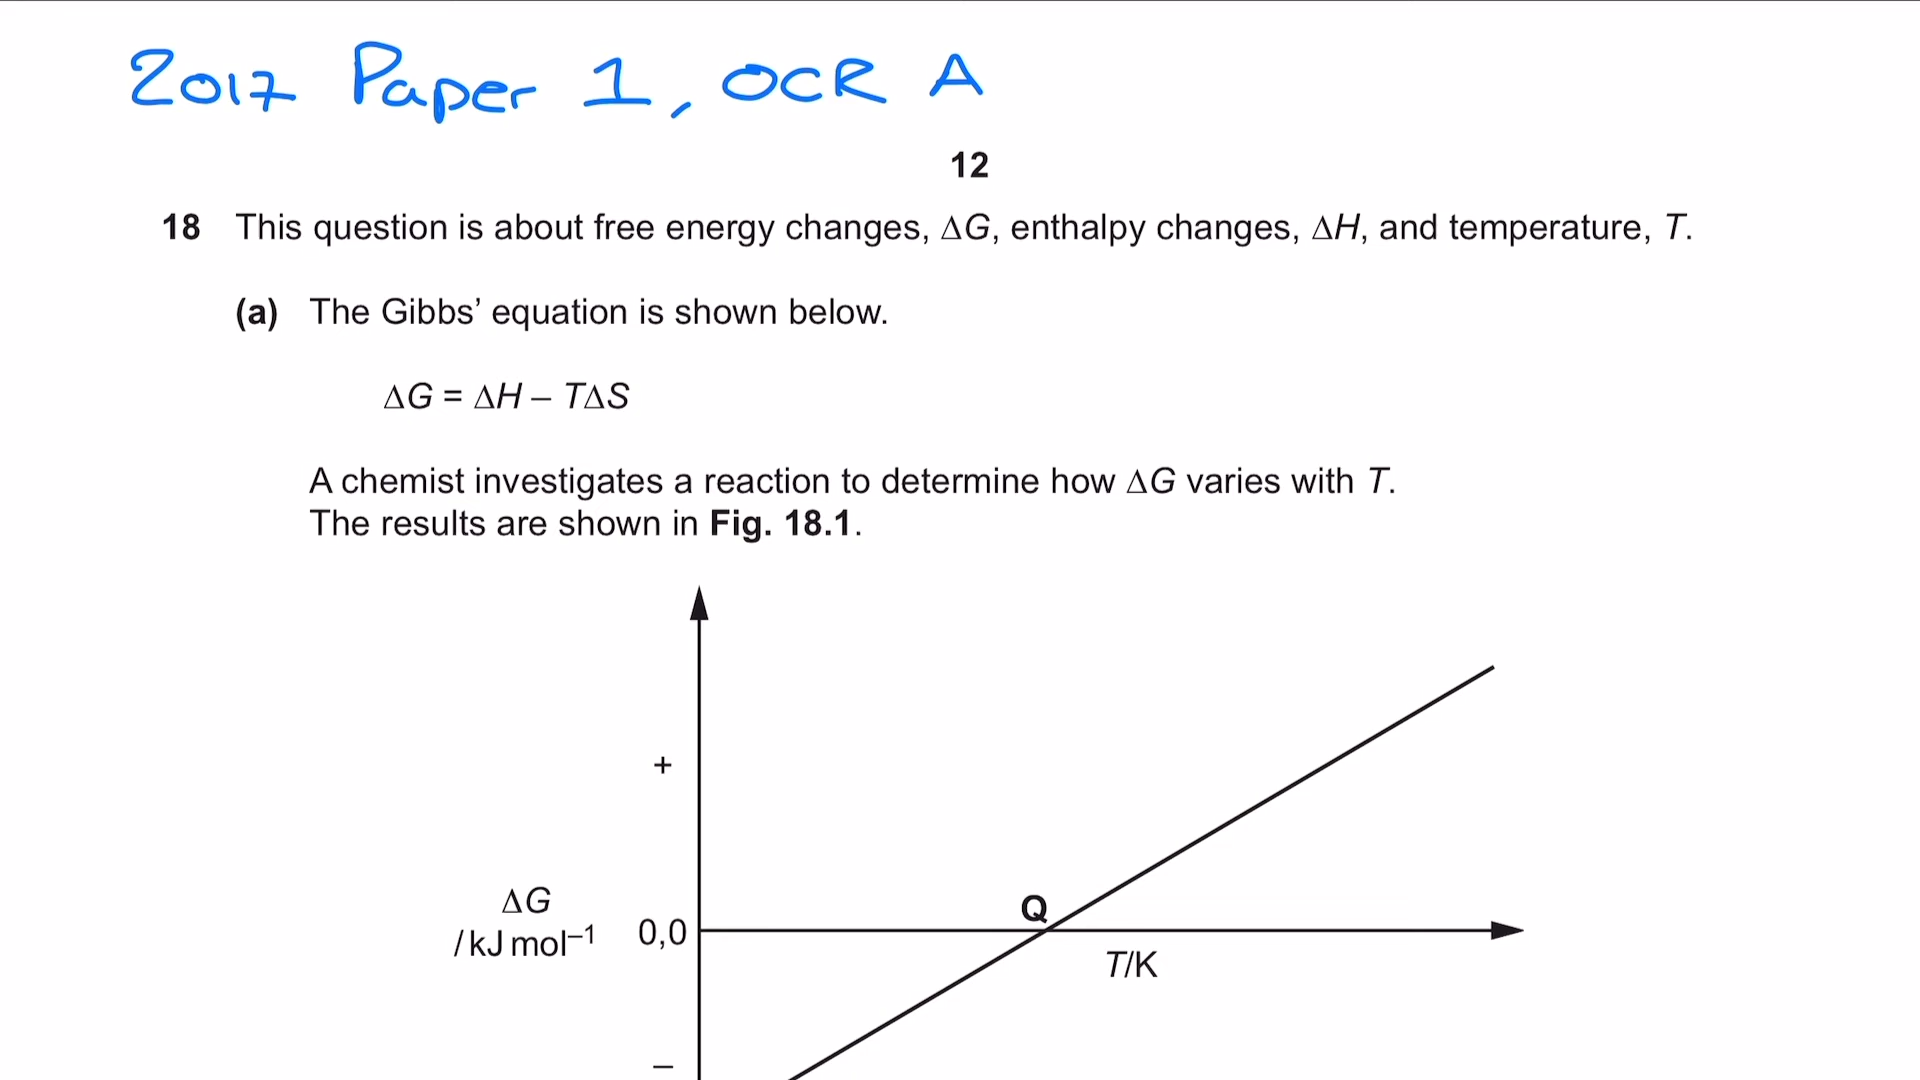 2017 Paper 1, OCR A
12
18 This question is about free energy changes, ΔG, enthalpy changes, ΔH, and temperature, T.
(a) The Gibbs’ equation is shown below.
ΔG = ΔH – TΔS
A chemist investigates a reaction to determine how ΔG varies with T.
The results are shown in Fig. 18.1.
+
ΔG
/kJ mol⁻¹
0,0
Q
T/K
–